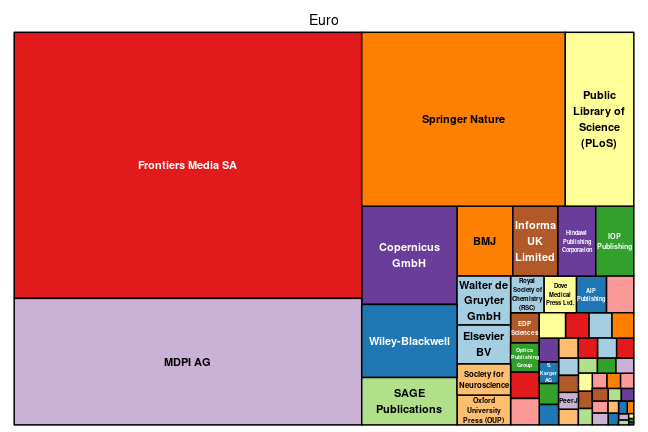 Euro
Frontiers Media SA
MDPI AG
Springer Nature
Public
Library of
Science
(PLoS)
Copernicus
GmbH
Wiley-Blackwell
SAGE
Publications
BMJ
Informa
UK
Limited
Hindawi
Publishing
Corporation
IOP
Publishing
Walter de
Gruyter
GmbH
Elsevier
BV
Society for
Neuroscience
Oxford
University
Press (OUP)
Royal
Society of
Chemistry
(RSC)
Dove
Medical
Press Ltd.
AIP
Publishing
EDP
Sciences
Optica
Publishing
Group
S.
Karger
AG
PeerJ